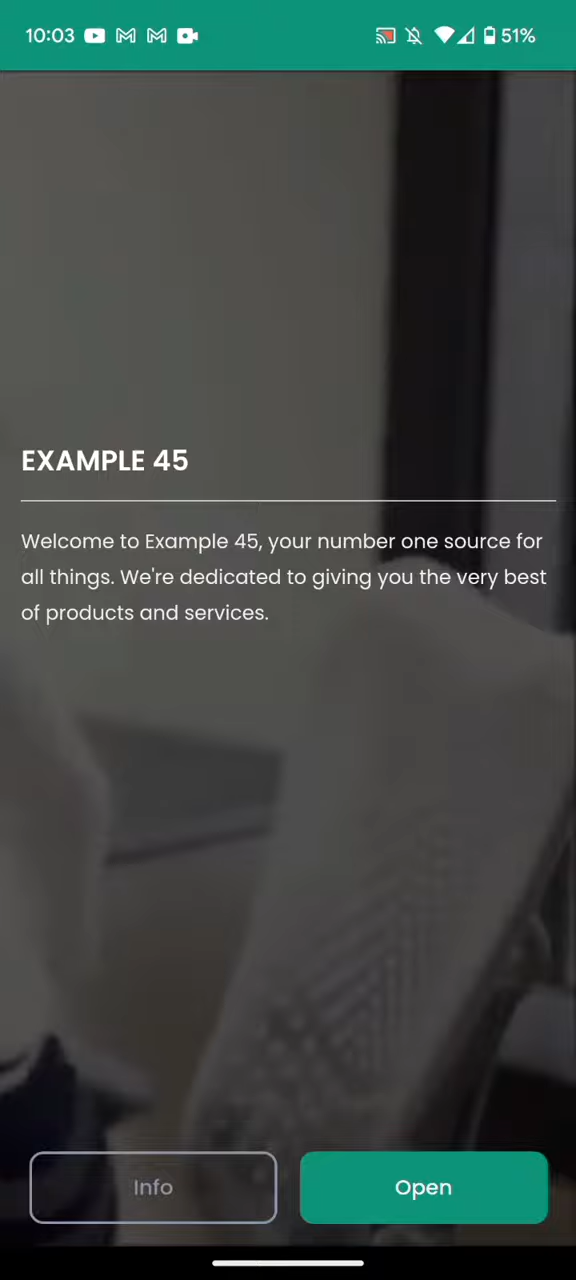 10:03 51%
EXAMPLE 45
Welcome to Example 45, your number one source for
all things. We're dedicated to giving you the very best
of products and services.
Info Open